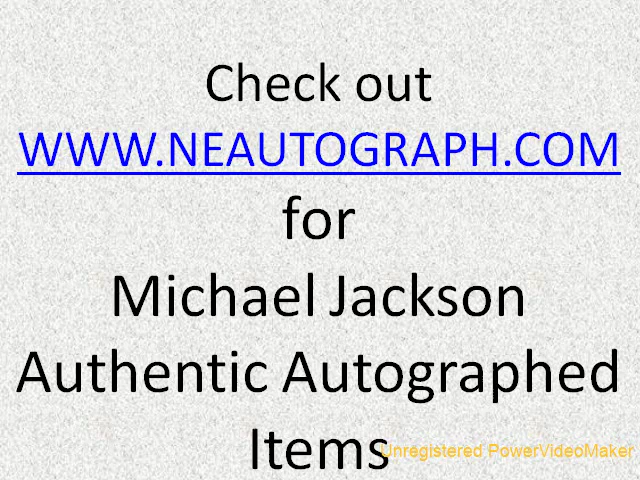 Check out
WWW.NEAUTOGRAPH.COM
for
Michael Jackson
Authentic Autographed
Items
Unregistered PowerVideoMaker